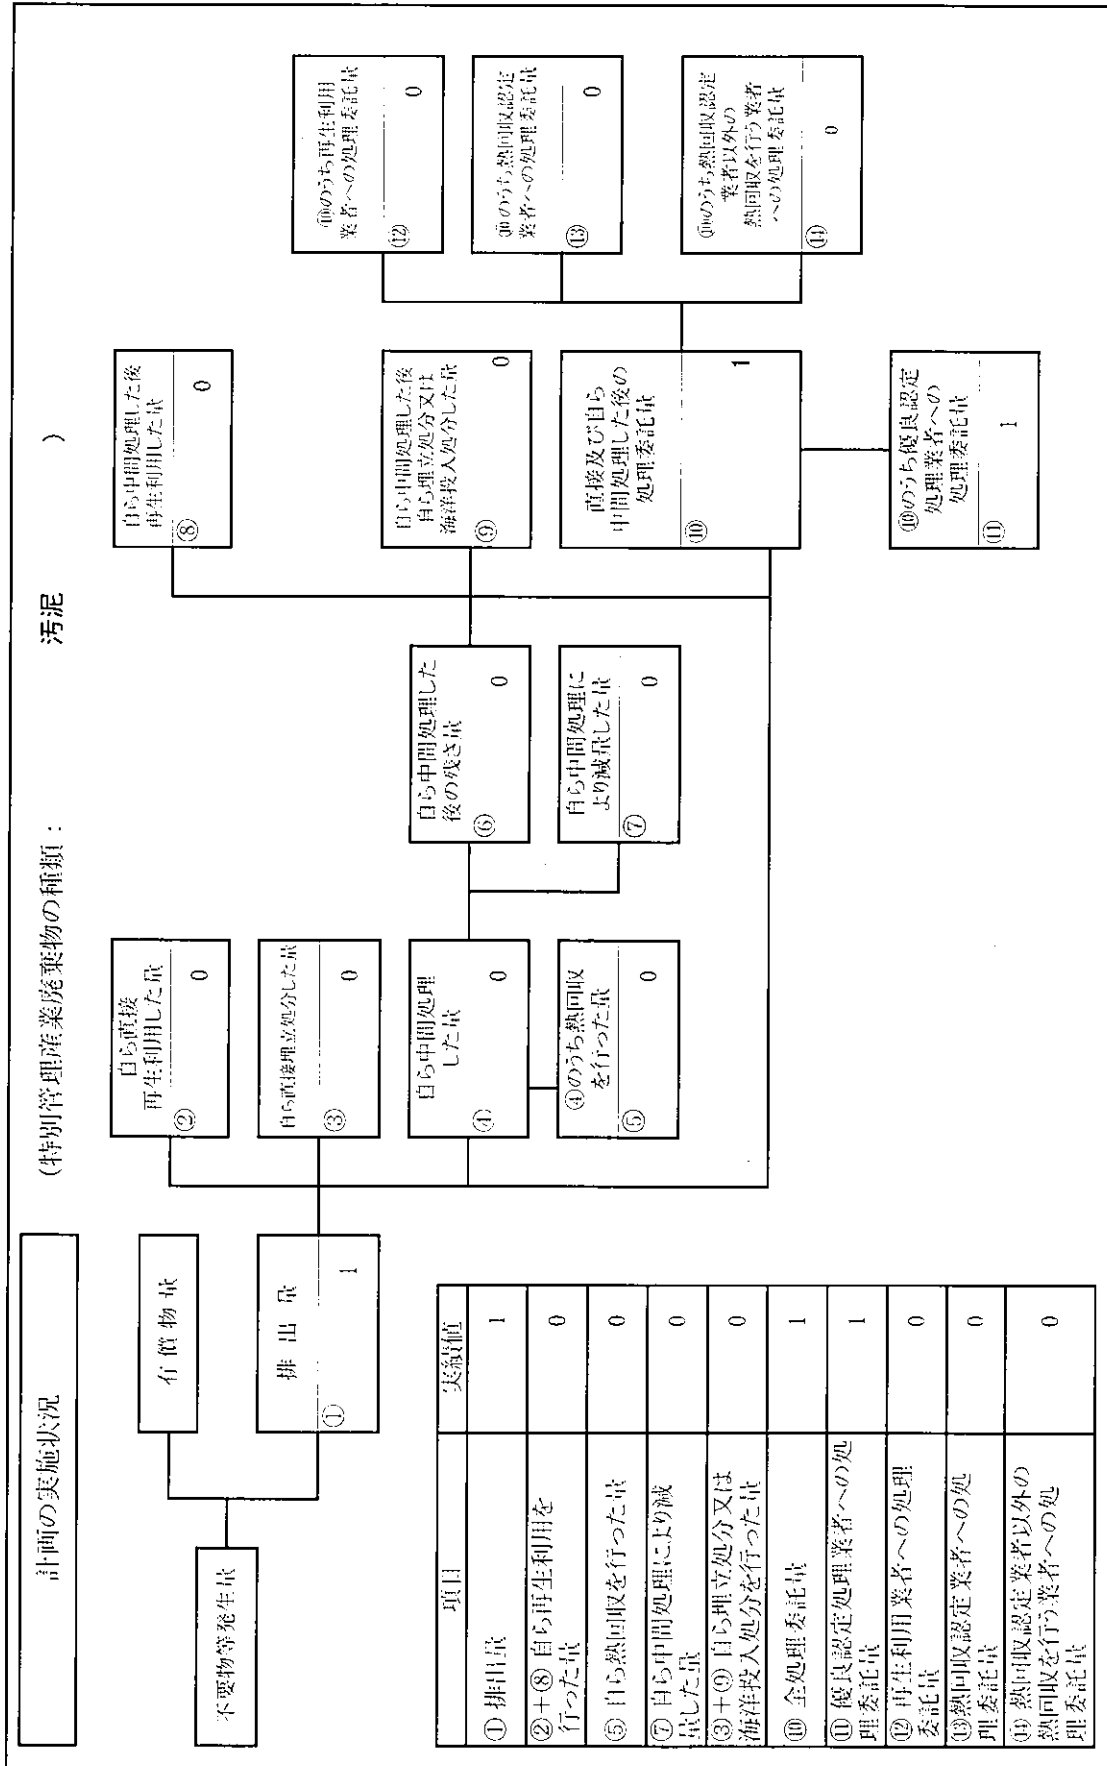 計画の実施状況
(特別管理産業廃棄物の種類：　汚泥　)
不要物等発生量
有償物量
排出量
① 1
自ら直接
再生利用した量
② 0
自ら直接埋立処分した量
③ 0
自ら中間処理
した量
④ 0
④のうち熱回収
を行った量
⑤ 0
自ら中間処理した
後の残さ量
⑥ 0
自ら中間処理に
より減量した量
⑦ 0
自ら中間処理した後
再生利用した量
⑧ 0
自ら中間処理した後
自ら埋立処分又は
海洋投入処分した量
⑨ 0
直接及び自ら
中間処理した後の
処理委託量
⑩ 1
⑩のうち優良認定
処理業者への
処理委託量
⑪ 1
⑩のうち再生利用
業者への処理委託量
⑫ 0
⑩のうち熱回収認定
業者への処理委託量
⑬ 0
⑩のうち熱回収認定
業者以外の
熱回収を行う業者
への処理委託量
⑭ 0
項目 実績値
① 排出量 1
②＋⑧ 自ら再生利用を
行った量 0
⑤ 自ら熱回収を行った量 0
⑦ 自ら中間処理により減
量した量 0
③＋⑨ 自ら埋立処分又は
海洋投入処分を行った量 0
⑩ 全処理委託量 1
⑪ 優良認定処理業者への処
理委託量 1
⑫ 再生利用業者への処理
委託量 0
⑬熱回収認定業者への処
理委託量 0
⑭ 熱回収認定業者以外の
熱回収を行う業者への処
理委託量 0